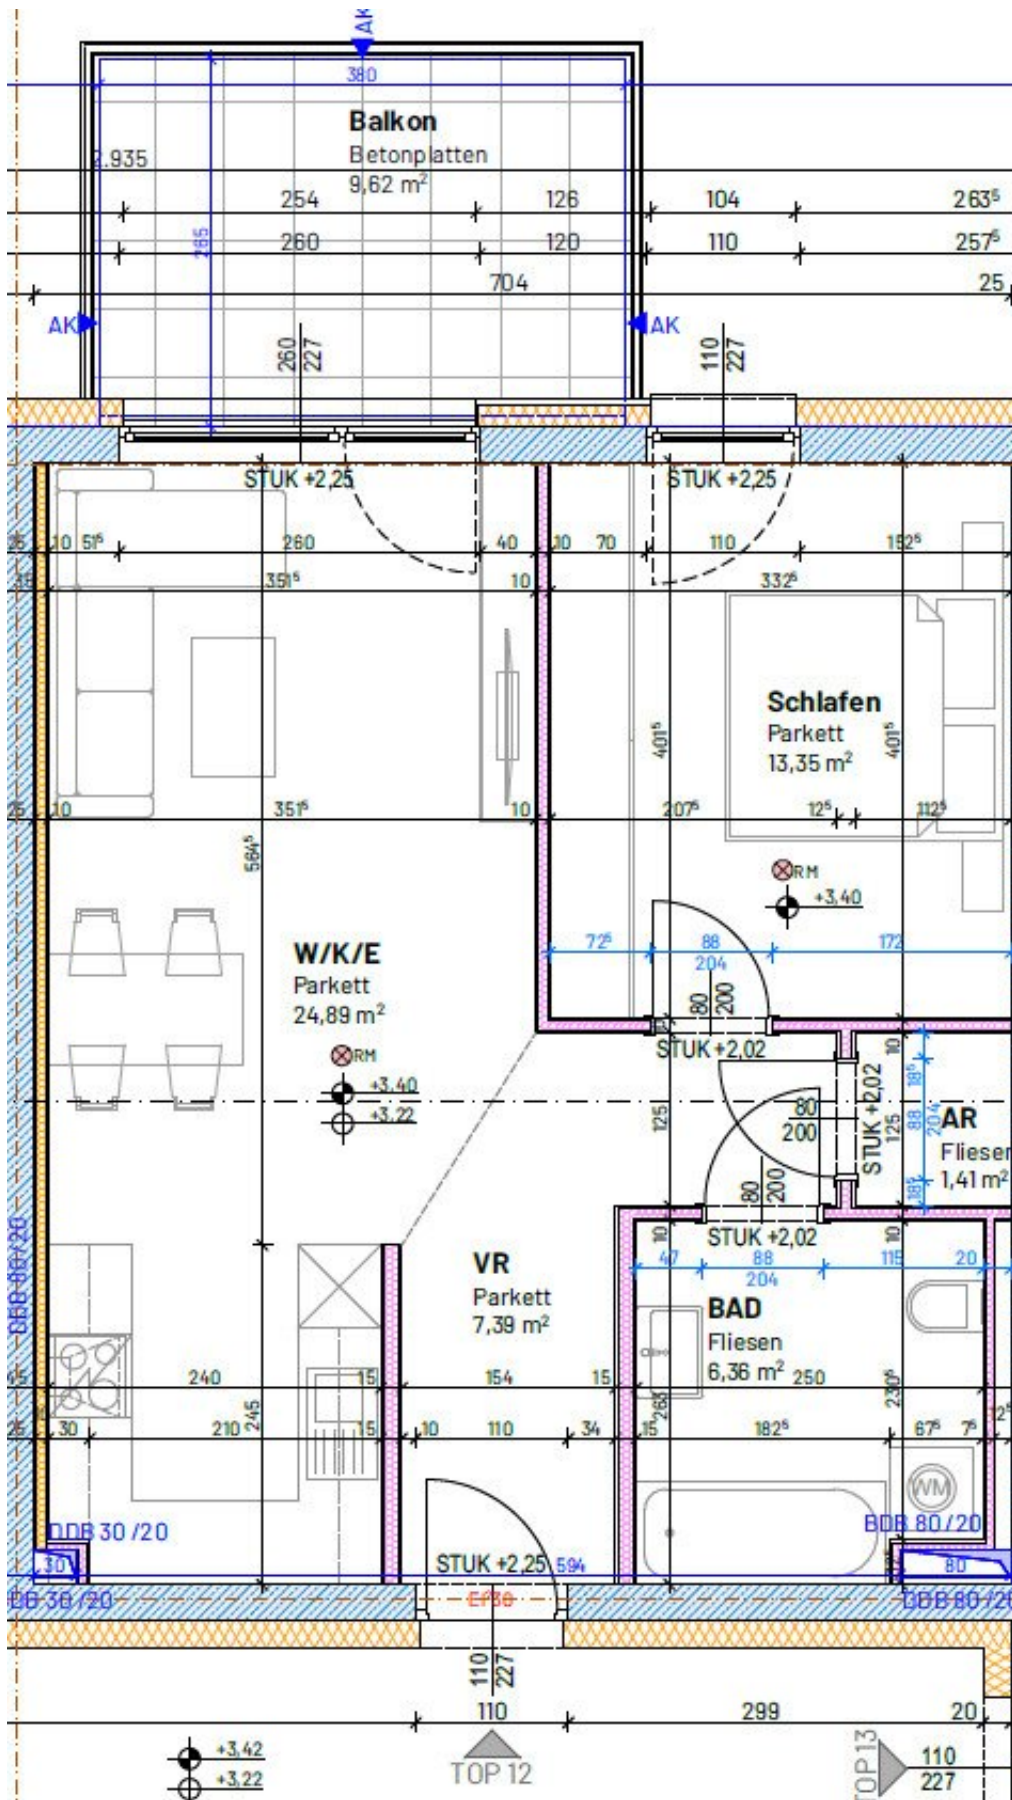 AK
380
Balkon
Betonplatten
9,62 m²
2.935
254
126
104
263⁵
265
260
120
110
257⁵
704
25
AK
AK
260
227
110
227
STUK +2,25
STUK +2,25
10
51⁵
260
40
10
70
110
152⁵
351⁵
10
332⁵
Schlafen
Parkett
13,35 m²
401⁵
401⁵
25
10
351⁵
10
207⁵
12⁵
112⁵
564⁵
RM
+3,40
W/K/E
Parkett
24,89 m²
72⁵
88
204
172
80
200
STUK +2,02
RM
+3,40
+3,22
10
18⁵
125
80
200
STUK +2,02
125
88
204
AR
Fliesen
1,41 m²
18⁵
80
200
STUK +2,02
10
10
DDB 80/20
VR
Parkett
7,39 m²
47
88
204
115
20
BAD
Fliesen
6,36 m²
15
240
15
154
15
250
245
263
230⁵
25
30
210
15
10
110
34
15
182⁵
67⁵
7⁵
12⁵
WM
DDB 30 /20
BDB 80 /20
30
STUK +2,25
594
80
DB 30 /20
EI²30
DDB 80 /20
110
227
110
299
20
+3,42
+3,22
TOP 12
TOP 13
110
227